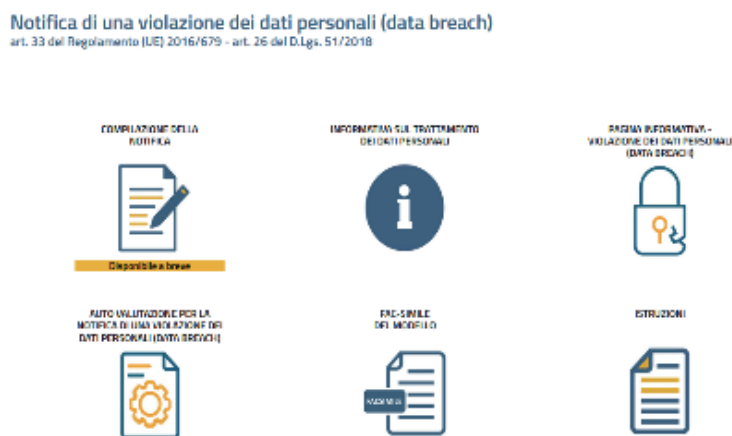 Notifica di una violazione dei dati personali (data breach)
art. 33 del Regolamento (UE) 2016/679 - art. 26 del D.Lgs. 51/2018
COMPILAZIONE DELLA
NOTIFICA
INFORMATIVA SUL TRATTAMENTO
DEI DATI PERSONALI
PAGINA INFORMATIVA -
VIOLAZIONE DEI DATI PERSONALI
(DATA BREACH)
Disponibile a breve
AUTO VALUTAZIONE PER LA
NOTIFICA DI UNA VIOLAZIONE DEI
DATI PERSONALI (DATA BREACH)
FAC-SIMILE
DEL MODELLO
ISTRUZIONI
FACSIMILE